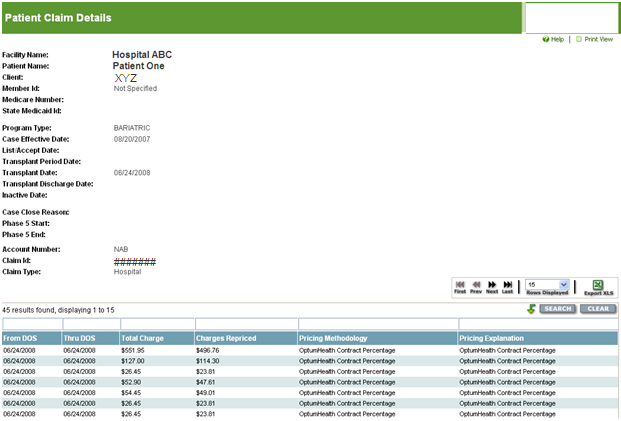 Patient Claim Details
Help | Print View
Facility Name: Hospital ABC
Patient Name: Patient One
Client: XYZ
Member Id: Not Specified
Medicare Number:
State Medicaid Id:
Program Type: BARIATRIC
Case Effective Date: 08/20/2007
List/Accept Date:
Transplant Period Date:
Transplant Date: 06/24/2008
Transplant Discharge Date:
Inactive Date:
Case Close Reason:
Phase 5 Start:
Phase 5 End:
Account Number: NAB
Claim Id: #######
Claim Type: Hospital
First Prev Next Last 15 Rows Displayed Export XLS
45 results found, displaying 1 to 15 SEARCH CLEAR
From DOS Thru DOS Total Charge Charges Repriced Pricing Methodology Pricing Explanation
06/24/2008 06/24/2008 $551.95 $496.76 OptumHealth Contract Percentage OptumHealth Contract Percentage
06/24/2008 06/24/2008 $127.00 $114.30 OptumHealth Contract Percentage OptumHealth Contract Percentage
06/24/2008 06/24/2008 $26.45 $23.81 OptumHealth Contract Percentage OptumHealth Contract Percentage
06/24/2008 06/24/2008 $52.90 $47.61 OptumHealth Contract Percentage OptumHealth Contract Percentage
06/24/2008 06/24/2008 $54.45 $49.01 OptumHealth Contract Percentage OptumHealth Contract Percentage
06/24/2008 06/24/2008 $26.45 $23.81 OptumHealth Contract Percentage OptumHealth Contract Percentage
06/24/2008 06/24/2008 $26.45 $23.81 OptumHealth Contract Percentage OptumHealth Contract Percentage